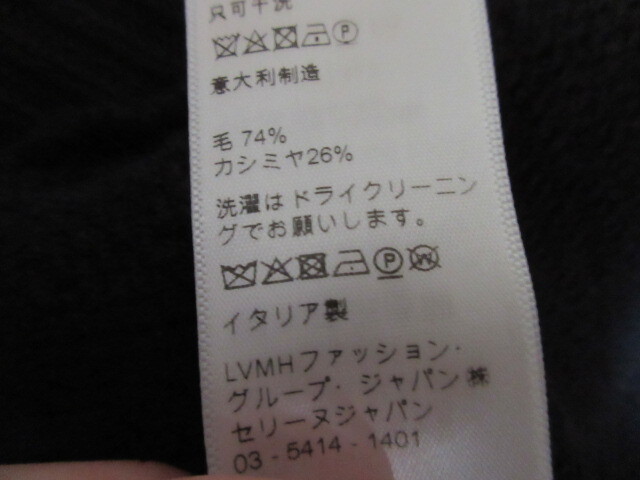 只可干洗
意大利制造
毛 74%
カシミヤ26%
洗濯はドライクリーニン
グでお願いします。
イタリア製
LVMHファッション・
グループ・ジャパン㈱
セリーヌジャパン
03 - 5414 - 1401